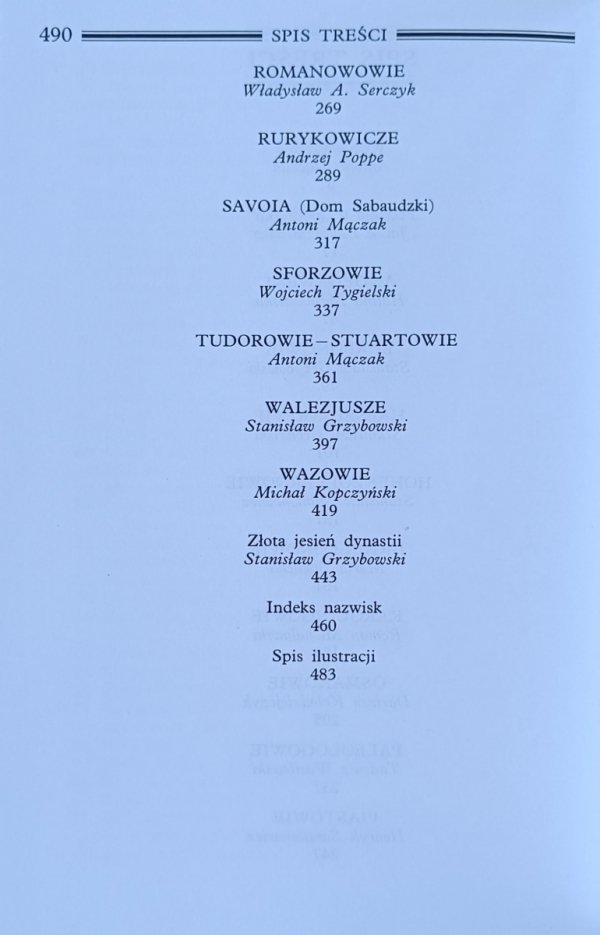 490 SPIS TREŚCI
ROMANOWOWIE
Władysław A. Serczyk
269
RURYKOWICZE
Andrzej Poppe
289
SAVOIA (Dom Sabaudzki)
Antoni Mączak
317
SFORZOWIE
Wojciech Tygielski
337
TUDOROWIE–STUARTOWIE
Antoni Mączak
361
WALEZJUSZE
Stanisław Grzybowski
397
WAZOWIE
Michał Kopczyński
419
Złota jesień dynastii
Stanisław Grzybowski
443
Indeks nazwisk
460
Spis ilustracji
483